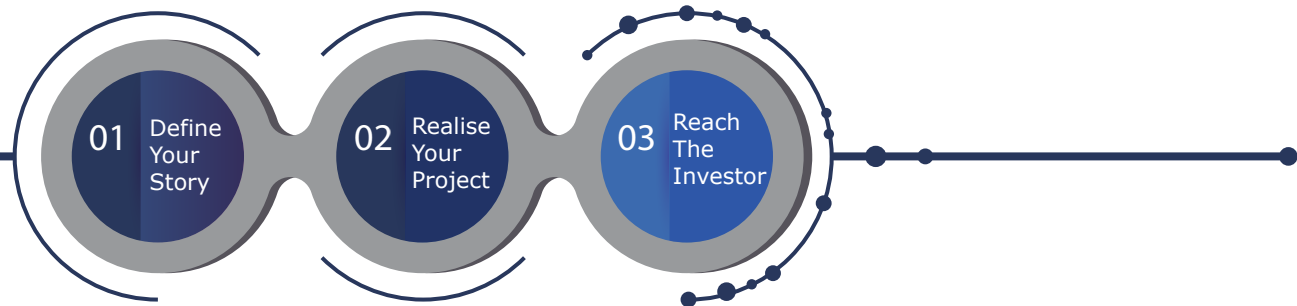 01
Define
Your
Story
02
Realise
Your
Project
03
Reach
The
Investor